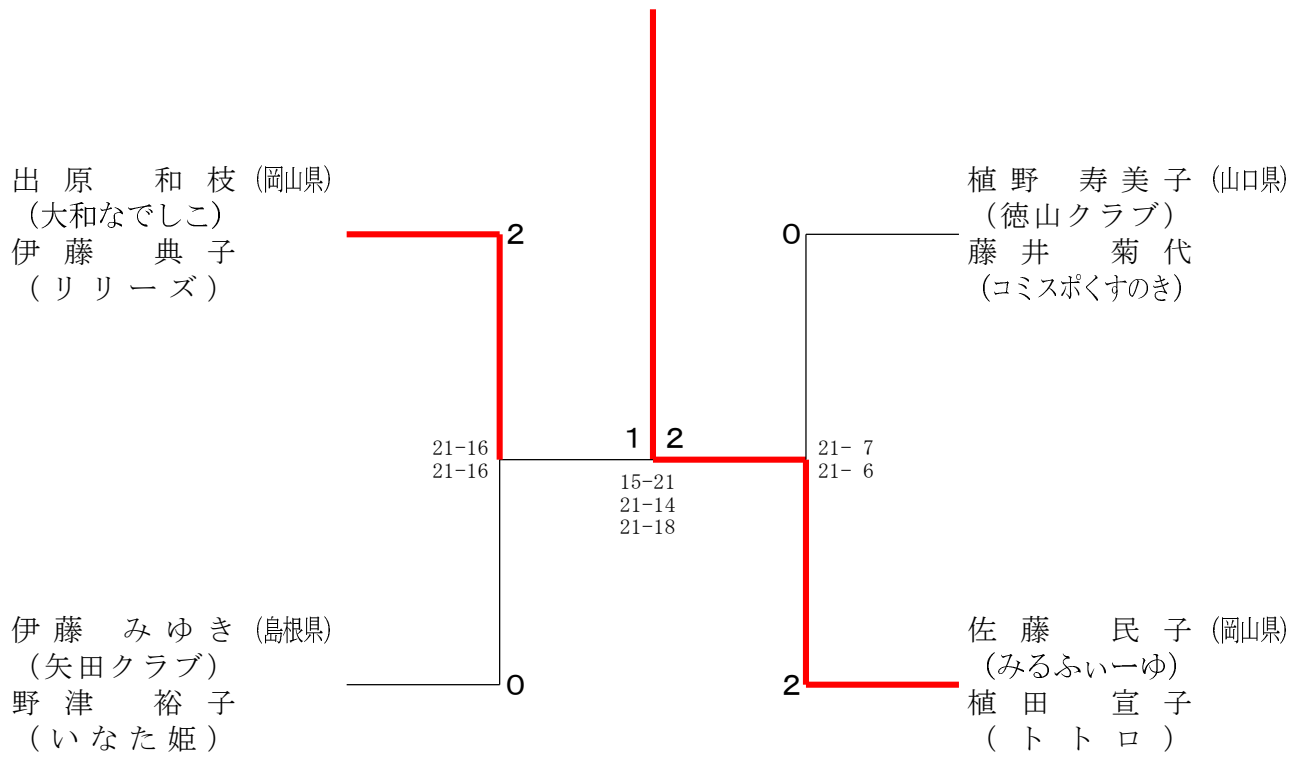 出原 和枝 (岡山県)
(大和なでしこ)
伊藤 典子
(リリーズ)
2
0
植野 寿美子 (山口県)
(徳山クラブ)
藤井 菊代
(コミスポくすのき)
21-16
21-16
1 2
15-21
21-14
21-18
21- 7
21- 6
伊藤 みゆき (島根県)
(矢田クラブ)
野津 裕子
(いなた姫)
0
2
佐藤 民子 (岡山県)
(みるふぃーゆ)
植田 宣子
(トトロ)